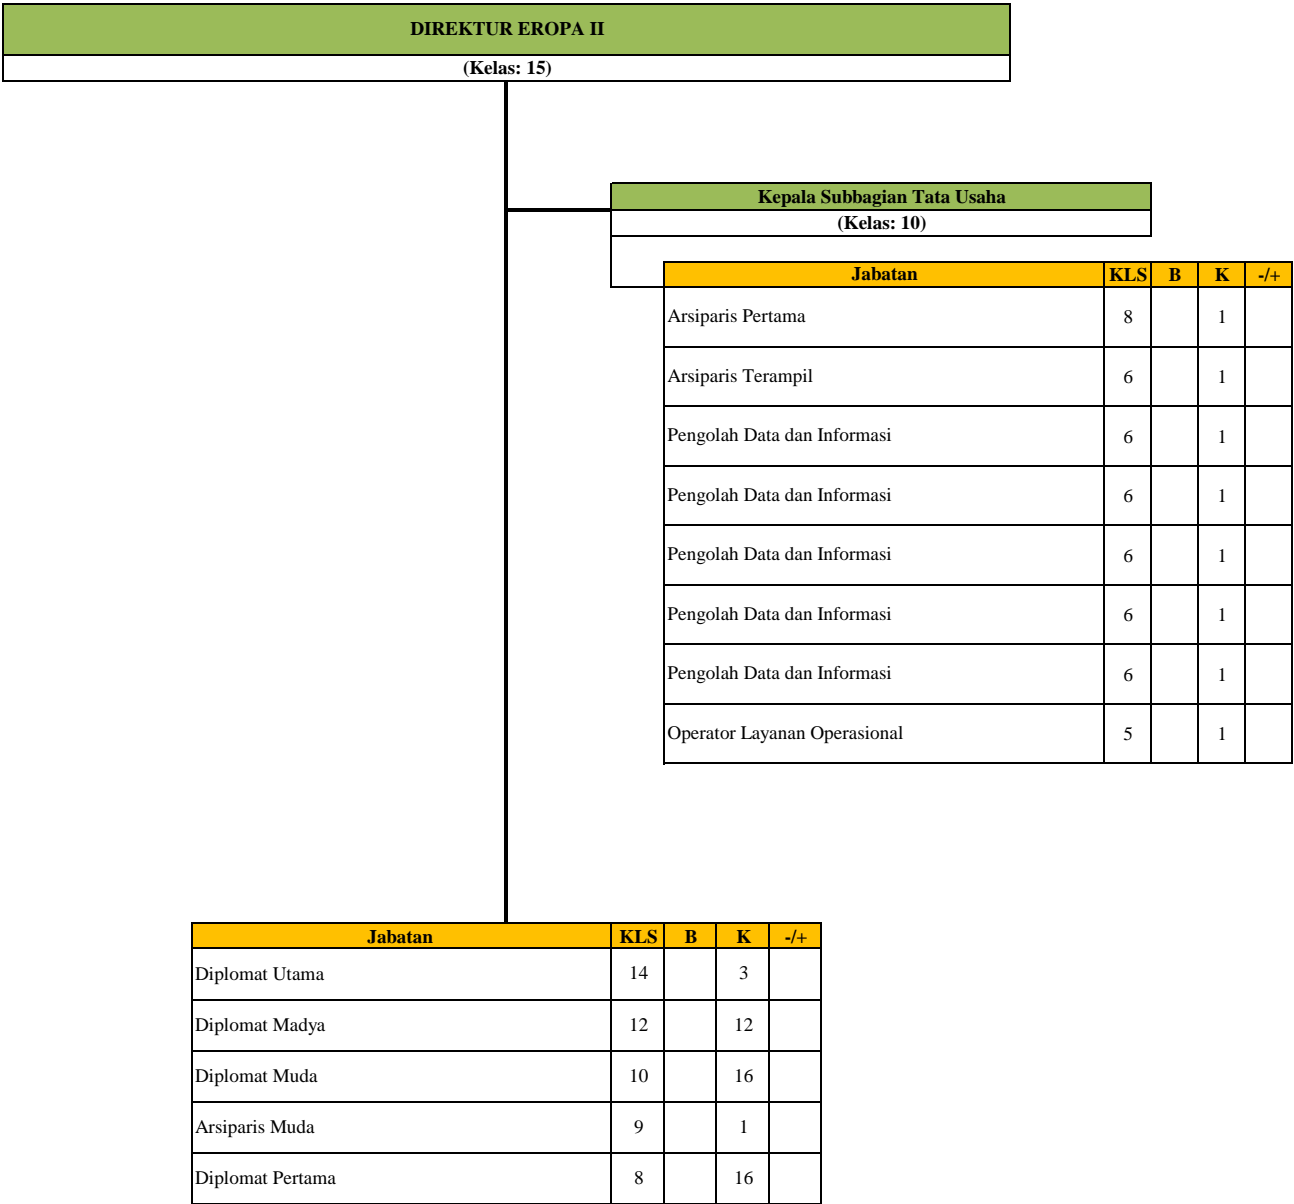 DIREKTUR EROPA II
(Kelas: 15)
Kepala Subbagian Tata Usaha
(Kelas: 10)
Jabatan KLS B K -/+
Arsiparis Pertama 8 1
Arsiparis Terampil 6 1
Pengolah Data dan Informasi 6 1
Pengolah Data dan Informasi 6 1
Pengolah Data dan Informasi 6 1
Pengolah Data dan Informasi 6 1
Pengolah Data dan Informasi 6 1
Operator Layanan Operasional 5 1
Jabatan KLS B K -/+
Diplomat Utama 14 3
Diplomat Madya 12 12
Diplomat Muda 10 16
Arsiparis Muda 9 1
Diplomat Pertama 8 16